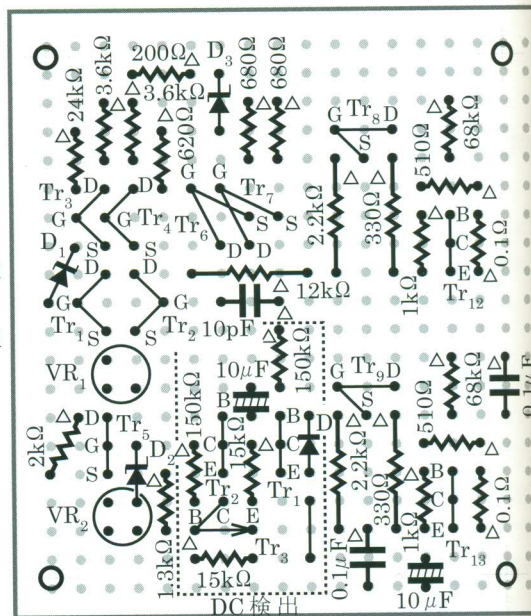 24kΩ
3.6kΩ
200Ω
3.6kΩ
620Ω
D3
680Ω
680Ω
G Tr8 D
S
68kΩ
510Ω
Tr3 D
D
G
G
Tr7
G
G Tr4
Tr6
S
S
S
S
D D
D1
D
D
2.2kΩ
330Ω
1kΩ
B
C
E
Tr12
0.1Ω
G
G
Tr1 S
S Tr2
12kΩ
10pF
VR1
150kΩ
10μF
150kΩ
G Tr9 D
S
68kΩ
0.1μF
510Ω
2kΩ
D
G
S
Tr5
D2
VR2
1.3kΩ
B
C
E
Tr2
15kΩ
B
C
E
Tr1
D
2.2kΩ
330Ω
1kΩ
B
C
E
Tr13
0.1Ω
B C E
Tr3
15kΩ
0.1μF
10μF
DC検出